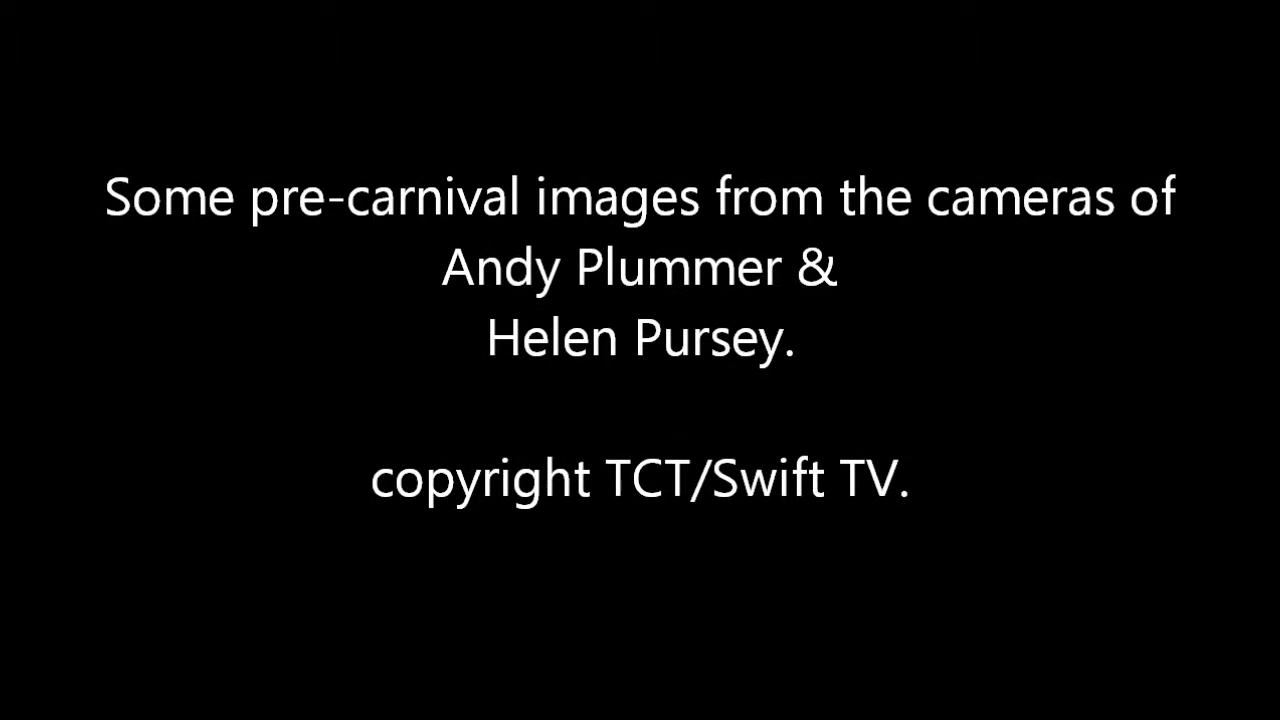 Some pre-carnival images from the cameras of
Andy Plummer &
Helen Pursey.
copyright TCT/Swift TV.